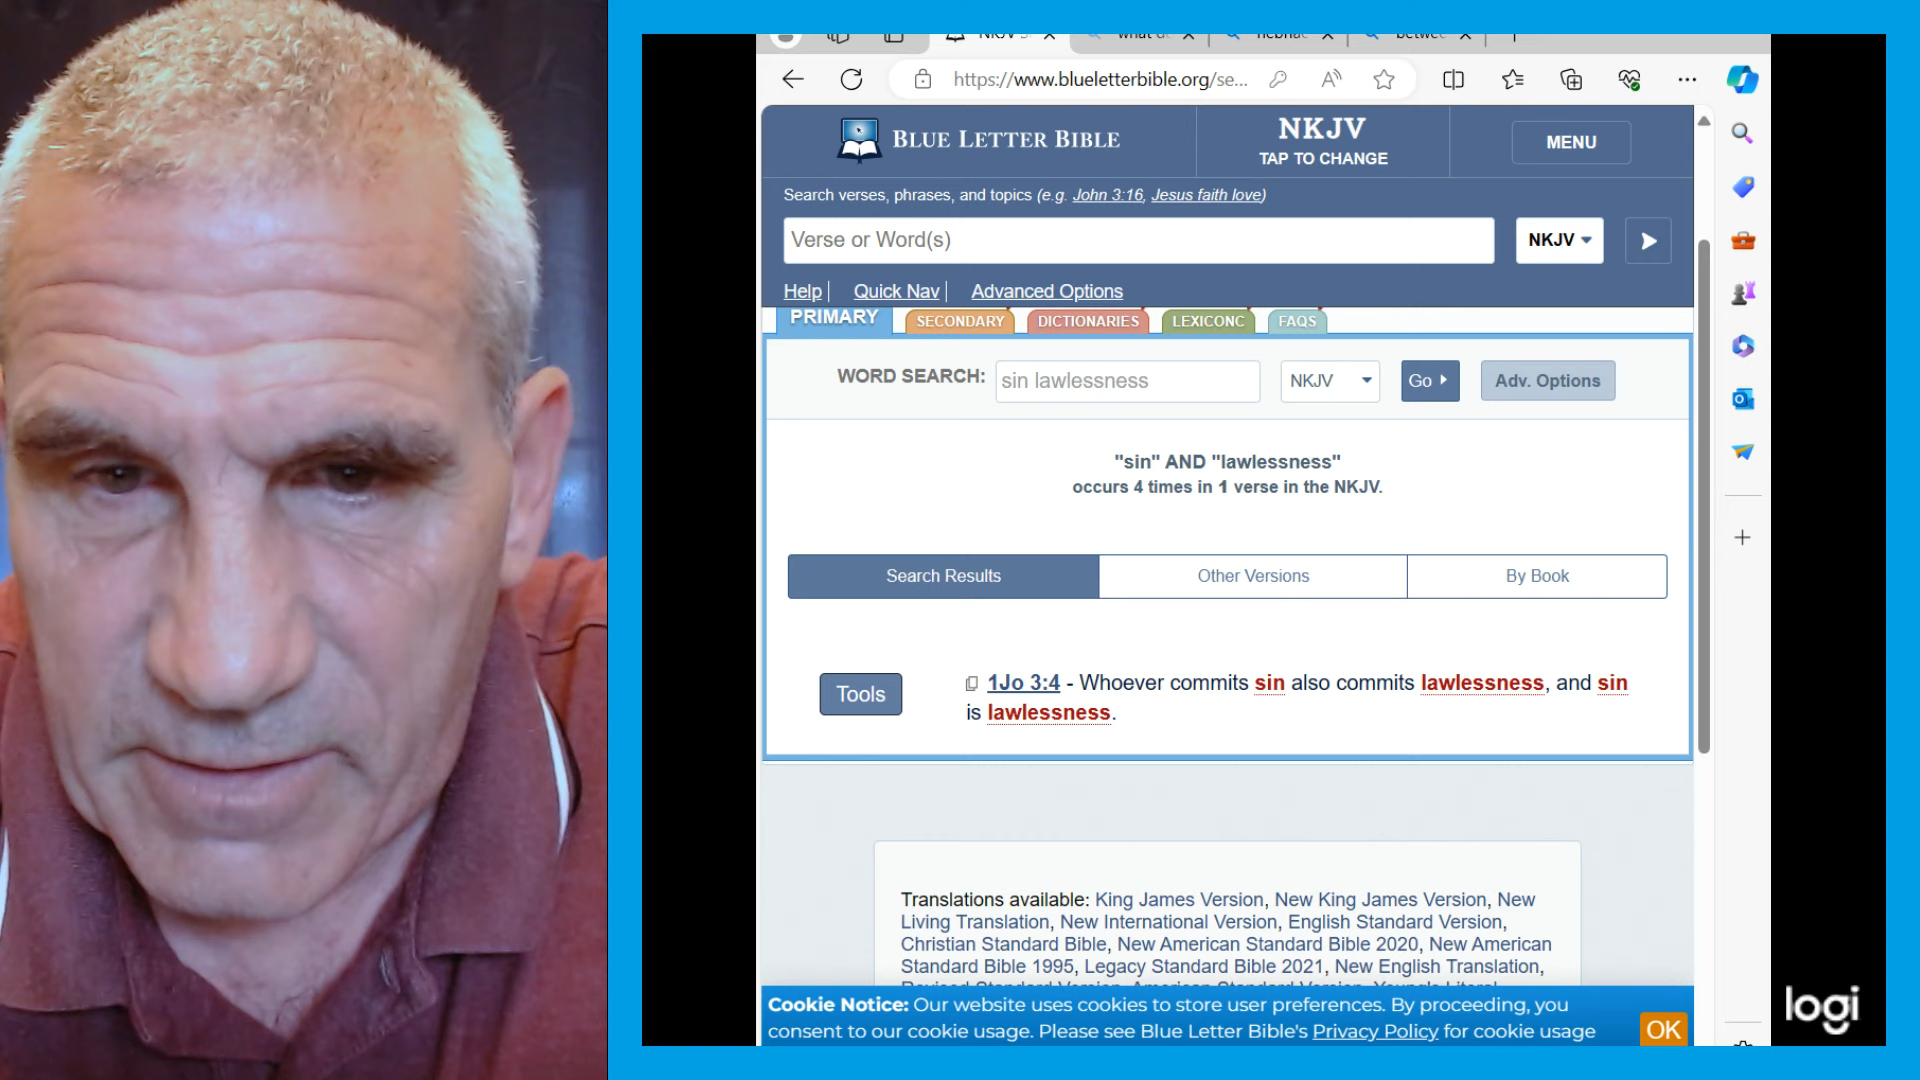 https://www.blueletterbible.org/se...
BLUE LETTER BIBLE
NKJV
TAP TO CHANGE
MENU
Search verses, phrases, and topics (e.g. John 3:16, Jesus faith love)
Verse or Word(s)
NKJV
Help | Quick Nav | Advanced Options
PRIMARY
SECONDARY
DICTIONARIES
LEXICONC
FAQS
WORD SEARCH: sin lawlessness NKJV Go Adv. Options
"sin" AND "lawlessness"
occurs 4 times in 1 verse in the NKJV.
Search Results
Other Versions
By Book
Tools
1Jo 3:4 - Whoever commits sin also commits lawlessness, and sin
is lawlessness.
Translations available: King James Version, New King James Version, New
Living Translation, New International Version, English Standard Version,
Christian Standard Bible, New American Standard Bible 2020, New American
Standard Bible 1995, Legacy Standard Bible 2021, New English Translation,
Cookie Notice: Our website uses cookies to store user preferences. By proceeding, you
consent to our cookie usage. Please see Blue Letter Bible's Privacy Policy for cookie usage
OK
logi